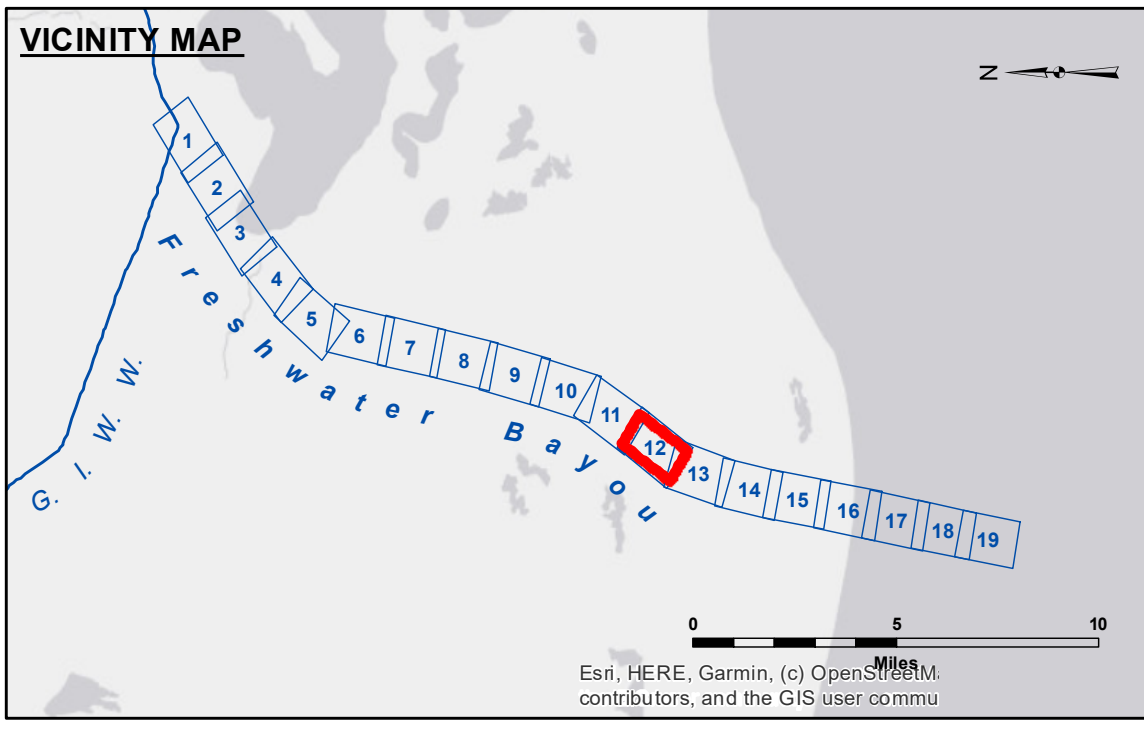 VICINITY MAP
N
1
2
3
4
5
6
7
8
9
10
11
12
13
14
15
16
17
18
19
Freshwater Bayou
G. I. W. W.
0 5 10
Miles
Esri, HERE, Garmin, (c) OpenStreetM
contributors, and the GIS user commu